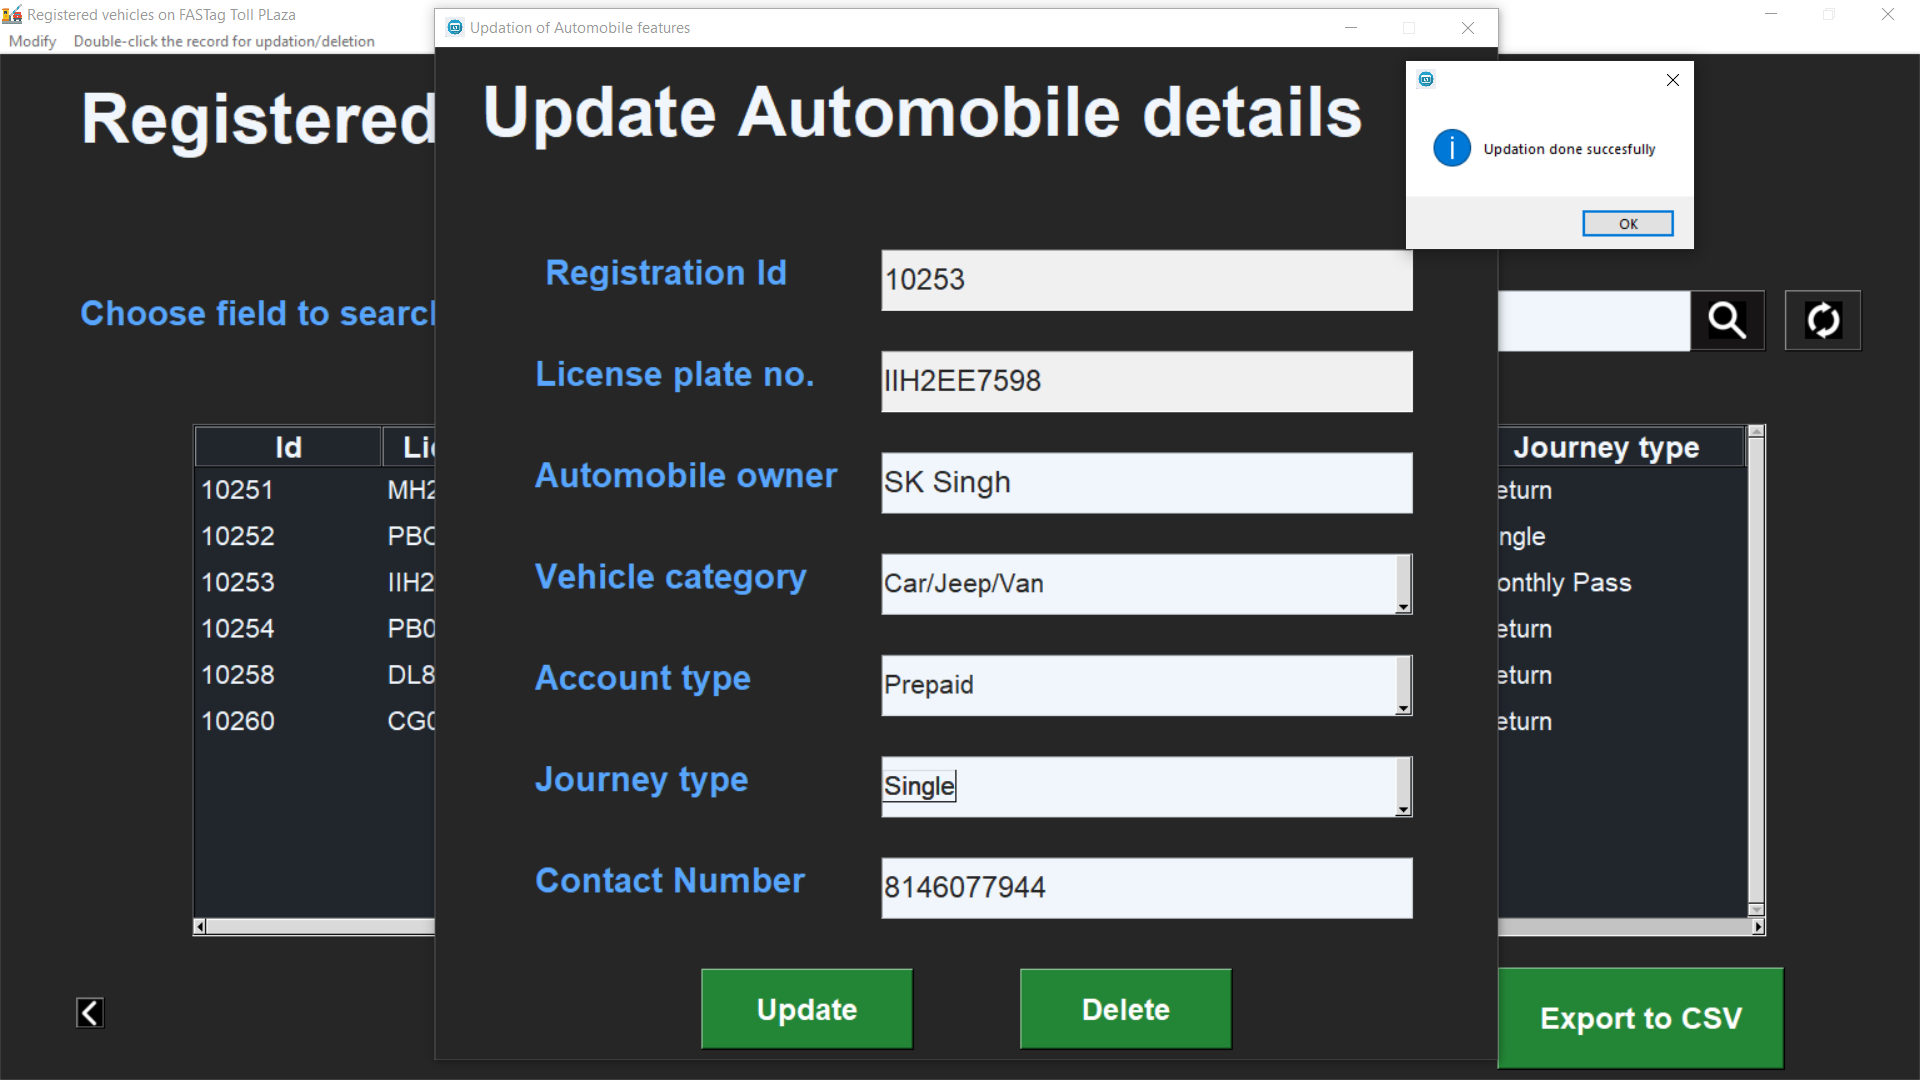 Registered vehicles on FASTag Toll PLaza
Modify Double-click the record for updation/deletion
Updation of Automobile features
Registered
Update Automobile details
Updation done succesfully
OK
Registration Id 10253
Choose field to search
License plate no. IIH2EE7598
Automobile owner SK Singh
Vehicle category Car/Jeep/Van
Account type Prepaid
Journey type Single
Contact Number 8146077944
Id Lic Journey type
10251 MH2 eturn
10252 PBC ngle
10253 IIH2 onthly Pass
10254 PB0 eturn
10258 DL8 eturn
10260 CG0 eturn
Update Delete
Export to CSV